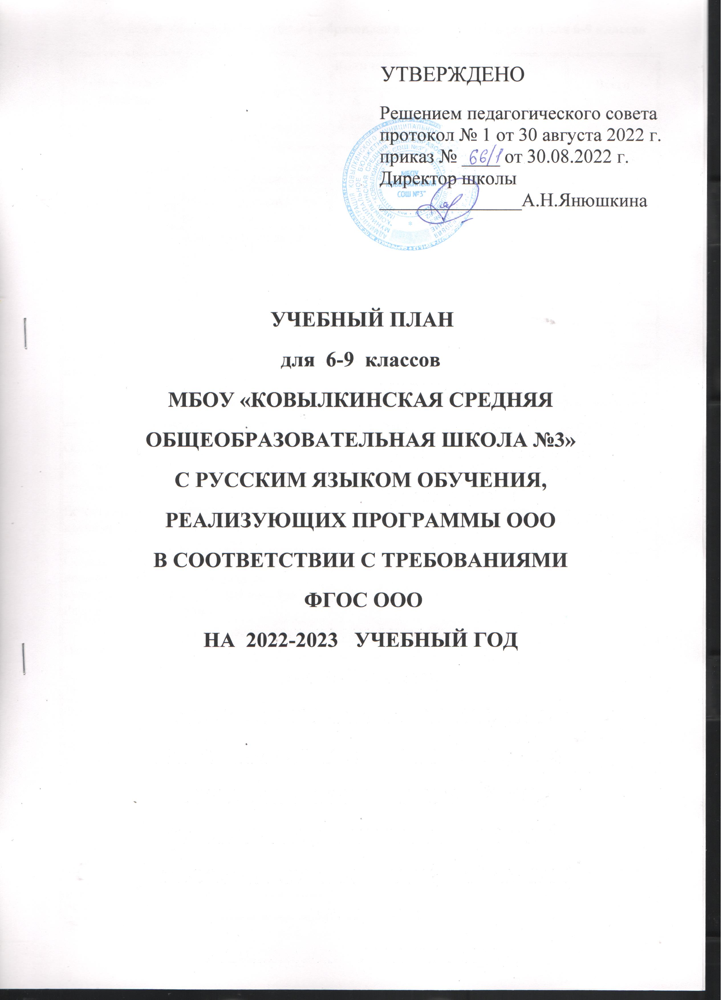 УТВЕРЖДЕНО
Решением педагогического совета
протокол № 1 от 30 августа 2022 г.
приказ № 66/1 от 30.08.2022 г.
Директор школы
А.Н.Янюшкина
МБОУ
"КОВЫЛКИНСКАЯ
СОШ №3"
УЧЕБНЫЙ ПЛАН
для 6-9 классов
МБОУ «КОВЫЛКИНСКАЯ СРЕДНЯЯ
ОБЩЕОБРАЗОВАТЕЛЬНАЯ ШКОЛА №3»
С РУССКИМ ЯЗЫКОМ ОБУЧЕНИЯ,
РЕАЛИЗУЮЩИХ ПРОГРАММЫ ООО
В СООТВЕТСТВИИ С ТРЕБОВАНИЯМИ
ФГОС ООО
НА 2022-2023 УЧЕБНЫЙ ГОД